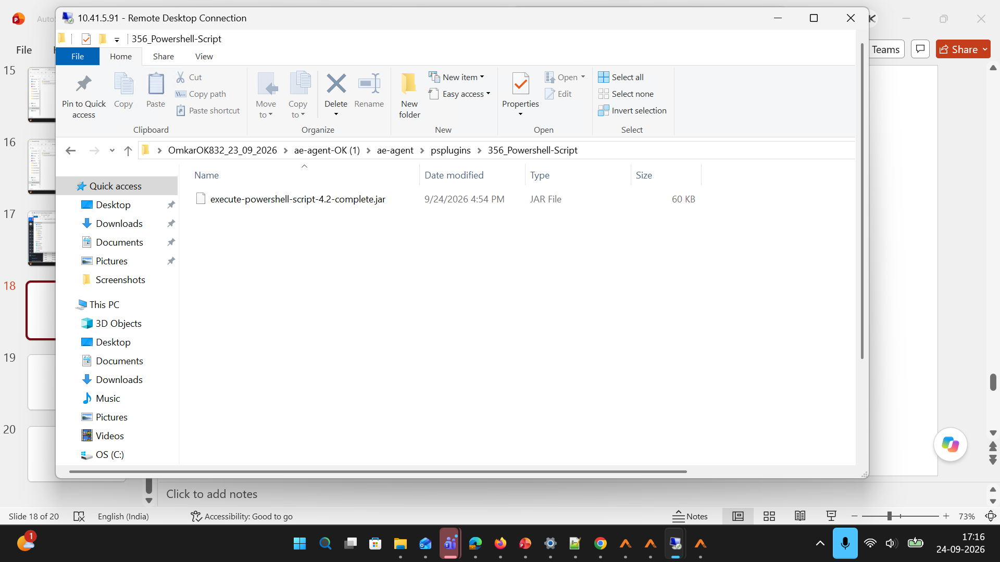 Auto
10.41.5.91 - Remote Desktop Connection
356_Powershell-Script
File
File
Home
Share
View
Teams
Share
Pin to Quick access
Copy
Paste
Cut
Copy path
Paste shortcut
Clipboard
Move to
Copy to
Delete
Rename
Organize
New folder
New item
Easy access
New
Properties
Open
Edit
Open
Select all
Select none
Invert selection
Select
OmkarOK832_23_09_2026
ae-agent-OK (1)
ae-agent
psplugins
356_Powershell-Script
Name
Date modified
Type
Size
execute-powershell-script-4.2-complete.jar
9/24/2026 4:54 PM
JAR File
60 KB
Quick access
Desktop
Downloads
Documents
Pictures
Screenshots
This PC
3D Objects
Desktop
Documents
Downloads
Music
Pictures
Videos
OS (C:)
15
16
17
18
19
20
Click to add notes
Slide 18 of 20
English (India)
Accessibility: Good to go
Notes
73%
1
17:16
24-09-2026